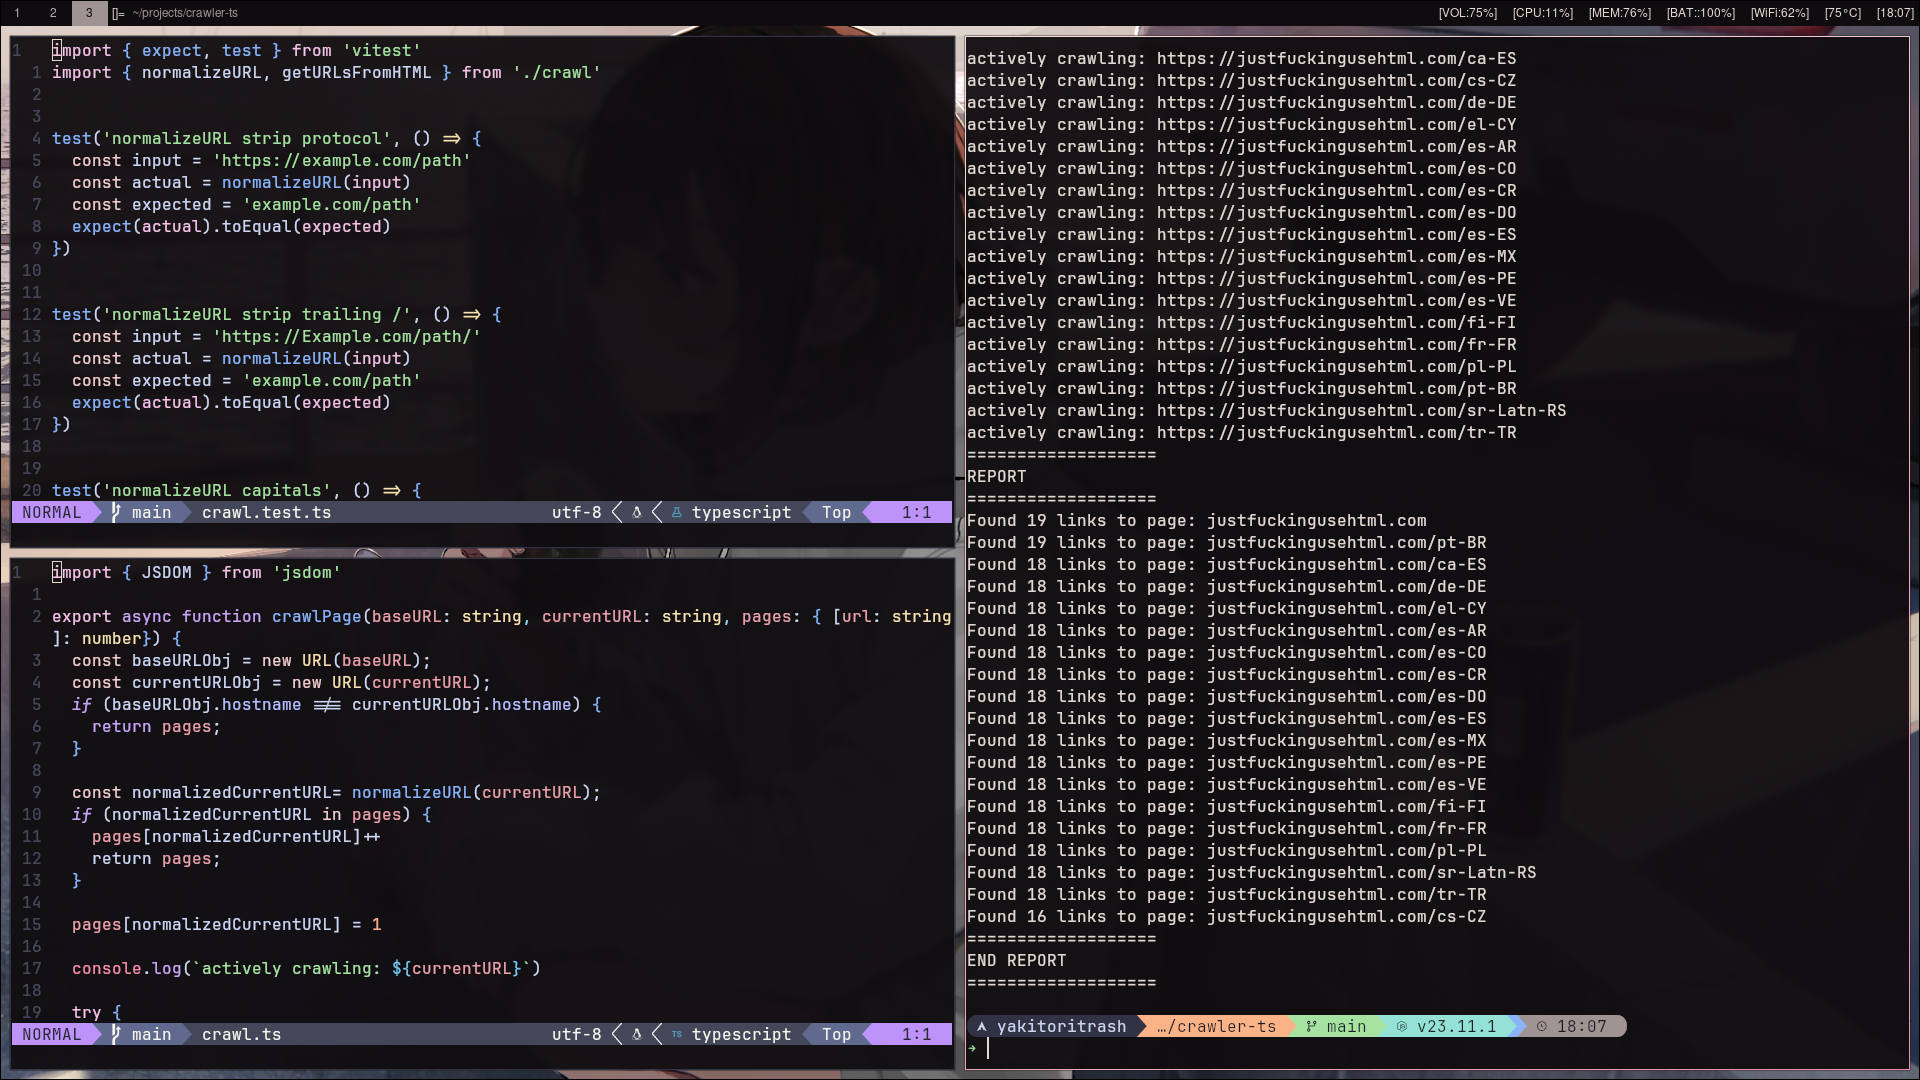 1 2 3 []= ~/projects/crawler-ts [VOL:75%] [CPU:11%] [MEM:76%] [BAT::100%] [WiFi:62%] [75°C] [18:07]
1 import { expect, test } from 'vitest'
1 import { normalizeURL, getURLsFromHTML } from './crawl'
2
3
4 test('normalizeURL strip protocol', () => {
5 const input = 'https://Example.com/path'
6 const actual = normalizeURL(input)
7 const expected = 'example.com/path'
8 expect(actual).toEqual(expected)
9 })
10
11
12 test('normalizeURL strip trailing /', () => {
13 const input = 'https://Example.com/path/'
14 const actual = normalizeURL(input)
15 const expected = 'example.com/path'
16 expect(actual).toEqual(expected)
17 })
18
19
20 test('normalizeURL capitals', () => {
NORMAL main crawl.test.ts utf-8 typescript Top 1:1
1 import { JSDOM } from 'jsdom'
1
2 export async function crawlPage(baseURL: string, currentURL: string, pages: { [url: string
]: number}) {
3 const baseURLObj = new URL(baseURL);
4 const currentURLObj = new URL(currentURL);
5 if (baseURLObj.hostname !== currentURLObj.hostname) {
6 return pages;
7 }
8
9 const normalizedCurrentURL= normalizeURL(currentURL);
10 if (normalizedCurrentURL in pages) {
11 pages[normalizedCurrentURL]++
12 return pages;
13 }
14
15 pages[normalizedCurrentURL] = 1
16
17 console.log(`actively crawling: ${currentURL}`)
18
19 try {
NORMAL main crawl.ts utf-8 TS typescript Top 1:1
actively crawling: https://justfuckingusehtml.com/ca-ES
actively crawling: https://justfuckingusehtml.com/cs-CZ
actively crawling: https://justfuckingusehtml.com/de-DE
actively crawling: https://justfuckingusehtml.com/el-CY
actively crawling: https://justfuckingusehtml.com/es-AR
actively crawling: https://justfuckingusehtml.com/es-CO
actively crawling: https://justfuckingusehtml.com/es-CR
actively crawling: https://justfuckingusehtml.com/es-DO
actively crawling: https://justfuckingusehtml.com/es-ES
actively crawling: https://justfuckingusehtml.com/es-MX
actively crawling: https://justfuckingusehtml.com/es-PE
actively crawling: https://justfuckingusehtml.com/es-VE
actively crawling: https://justfuckingusehtml.com/fi-FI
actively crawling: https://justfuckingusehtml.com/fr-FR
actively crawling: https://justfuckingusehtml.com/pl-PL
actively crawling: https://justfuckingusehtml.com/pt-BR
actively crawling: https://justfuckingusehtml.com/sr-Latn-RS
actively crawling: https://justfuckingusehtml.com/tr-TR
===================
REPORT
===================
Found 19 links to page: justfuckingusehtml.com
Found 19 links to page: justfuckingusehtml.com/pt-BR
Found 18 links to page: justfuckingusehtml.com/ca-ES
Found 18 links to page: justfuckingusehtml.com/de-DE
Found 18 links to page: justfuckingusehtml.com/el-CY
Found 18 links to page: justfuckingusehtml.com/es-AR
Found 18 links to page: justfuckingusehtml.com/es-CO
Found 18 links to page: justfuckingusehtml.com/es-CR
Found 18 links to page: justfuckingusehtml.com/es-DO
Found 18 links to page: justfuckingusehtml.com/es-ES
Found 18 links to page: justfuckingusehtml.com/es-MX
Found 18 links to page: justfuckingusehtml.com/es-PE
Found 18 links to page: justfuckingusehtml.com/es-VE
Found 18 links to page: justfuckingusehtml.com/fi-FI
Found 18 links to page: justfuckingusehtml.com/fr-FR
Found 18 links to page: justfuckingusehtml.com/pl-PL
Found 18 links to page: justfuckingusehtml.com/sr-Latn-RS
Found 18 links to page: justfuckingusehtml.com/tr-TR
Found 16 links to page: justfuckingusehtml.com/cs-CZ
===================
END REPORT
===================
yakitoritrash …/crawler-ts main v23.11.1 18:07
→